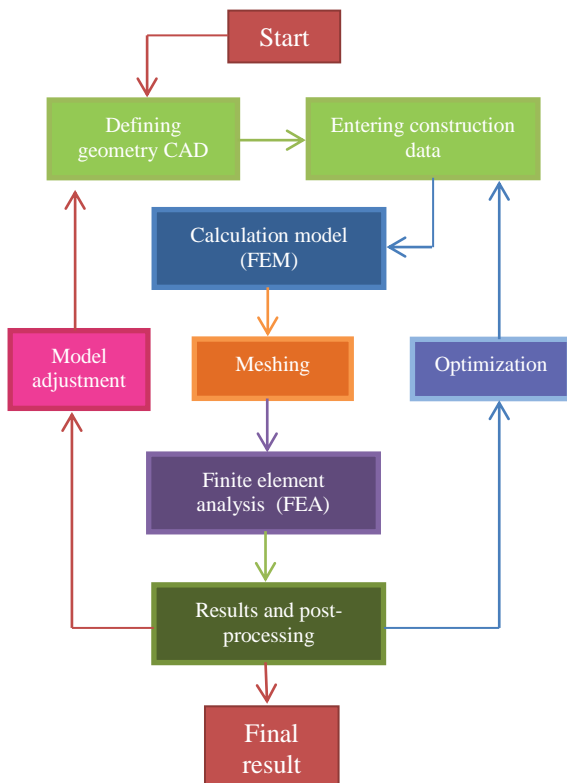 Start
Defining
geometry CAD
Entering construction
data
Calculation model
(FEM)
Model
adjustment
Meshing
Optimization
Finite element
analysis (FEA)
Results and post-
processing
Final
result